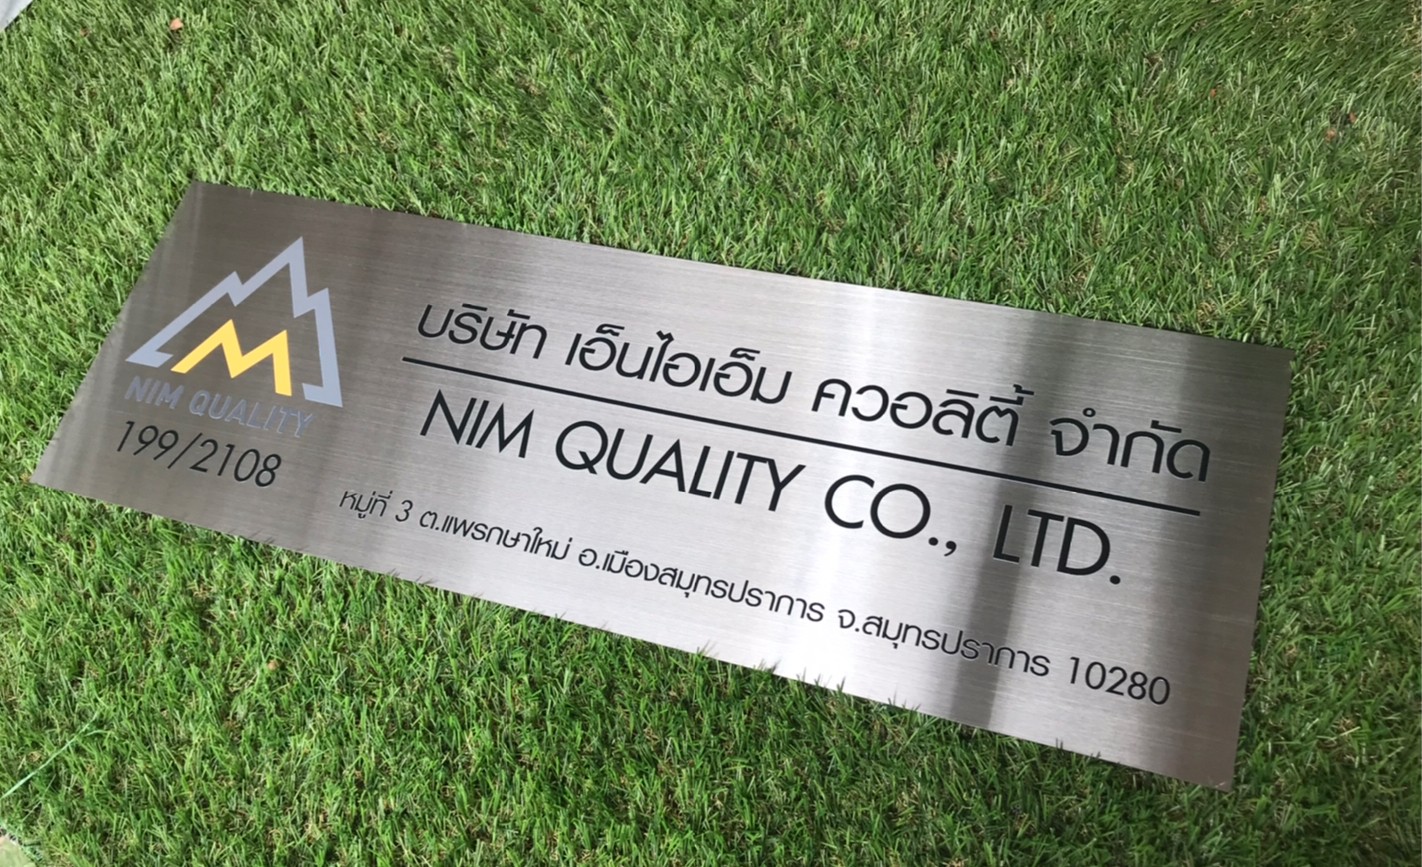 NIM QUALITY
199/2108
บริษัท เอ็นไอเอ็ม ควอลิตี้ จำกัด
NIM QUALITY CO., LTD.
หมู่ที่ 3 ต.แพรกษาใหม่ อ.เมืองสมุทรปราการ จ.สมุทรปราการ 10280